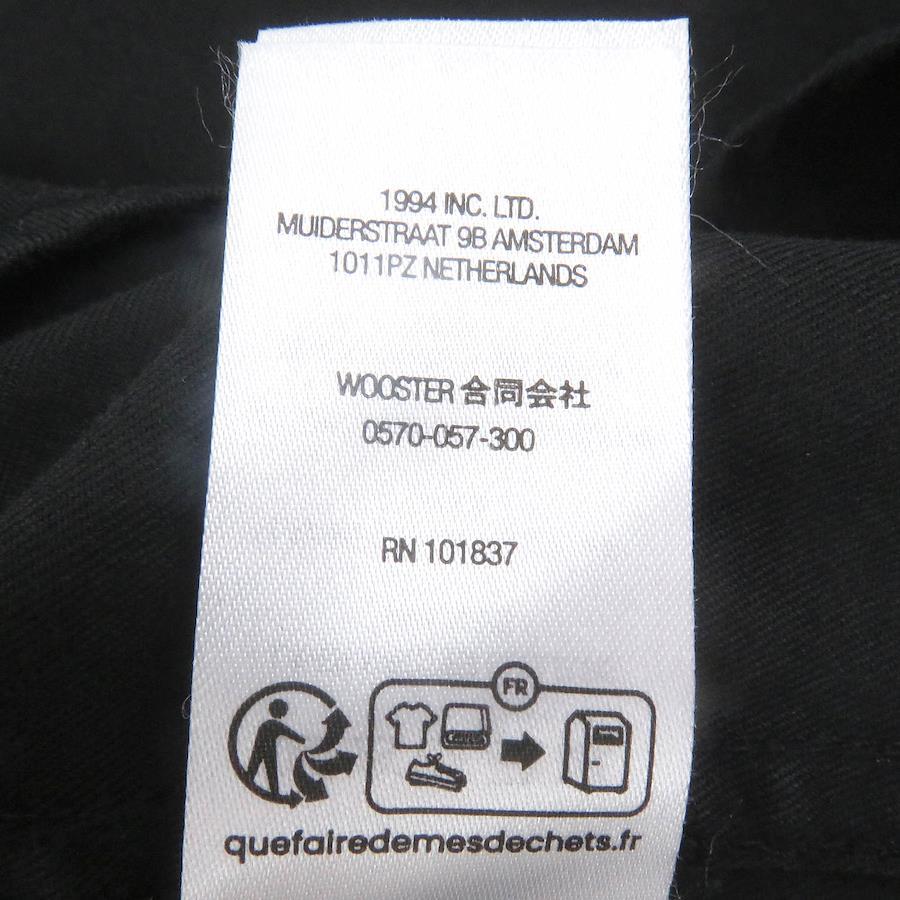 1994 INC. LTD.
MUIDERSTRAAT 9B AMSTERDAM
1011PZ NETHERLANDS
WOOSTER 合同会社
0570-057-300
RN 101837
FR
quefairedemesdechets.fr